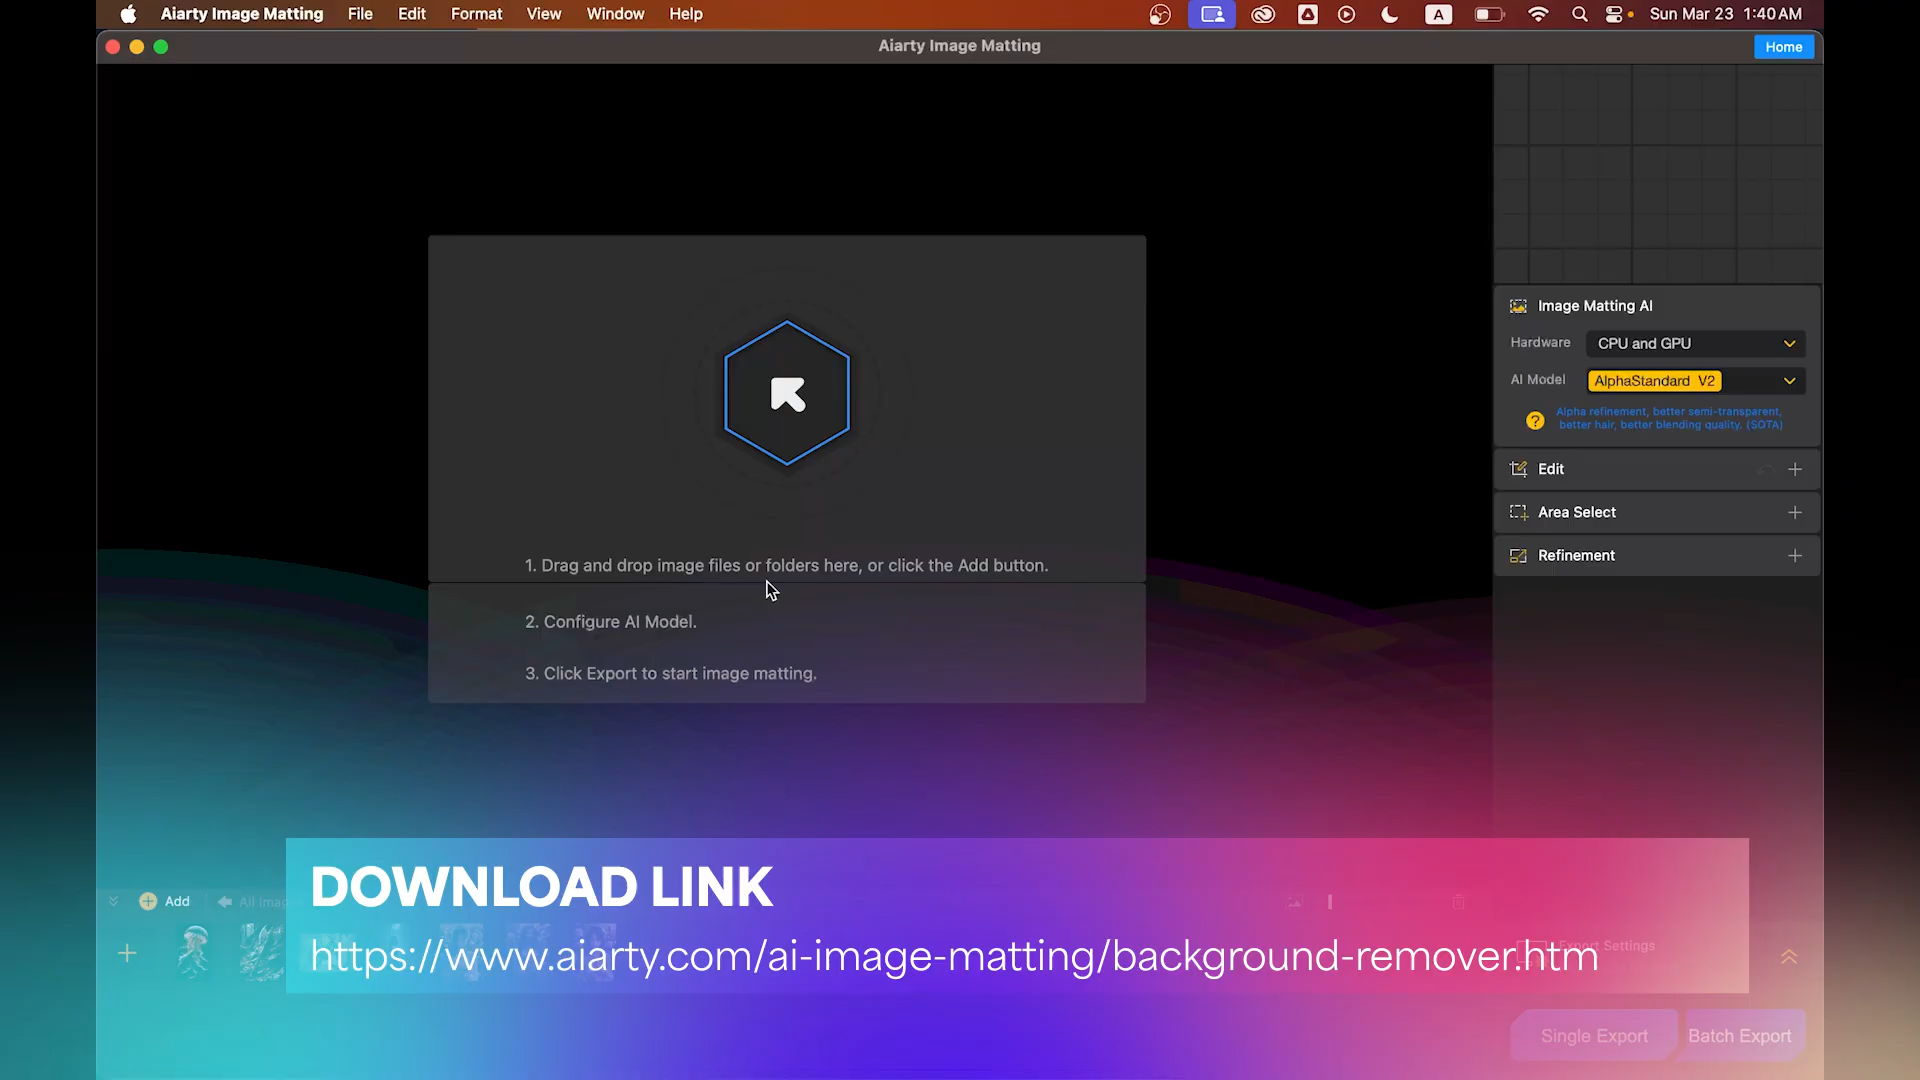 Aiarty Image Matting File Edit Format View Window Help A Sun Mar 23 1:40 AM
Aiarty Image Matting
Home
Image Matting AI
Hardware CPU and GPU
AI Model AlphaStandard V2
? Alpha refinement, better semi-transparent,
better hair, better blending quality. (SOTA)
Edit
Area Select
Refinement
1. Drag and drop image files or folders here, or click the Add button.
2. Configure AI Model.
3. Click Export to start image matting.
DOWNLOAD LINK
Add All Imag
https://www.aiarty.com/ai-image-matting/background-remover.htm
Export Settings
Single Export Batch Export